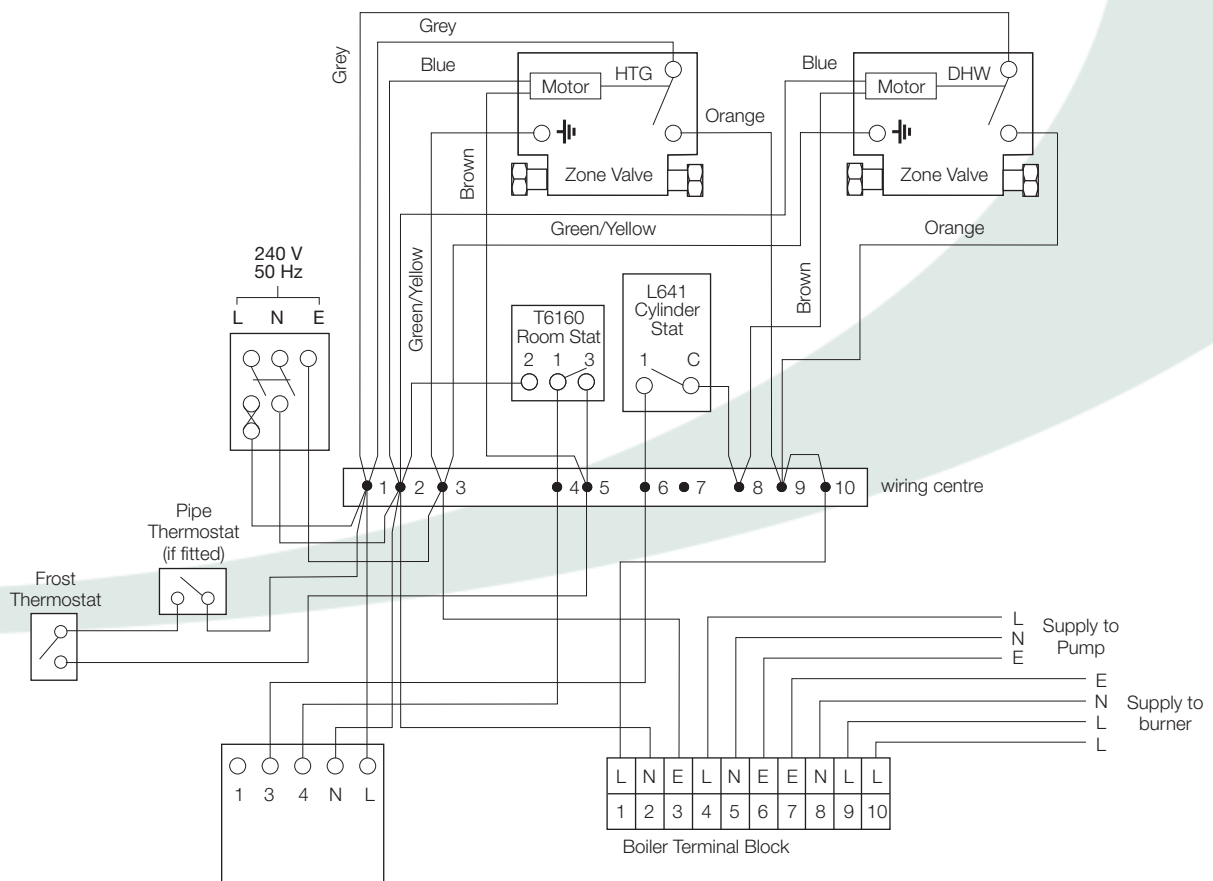 Grey
Grey
Blue
HTG
Motor
Orange
Zone Valve
Brown
Green/Yellow
Blue
DHW
Motor
Zone Valve
Green/Yellow
Orange
Brown
240 V
50 Hz
L N E
T6160
Room Stat
2 1 3
L641
Cylinder
Stat
1 C
1 2 3 4 5 6 7 8 9 10
wiring centre
Pipe
Thermostat
(if fitted)
Frost
Thermostat
L
N
E
Supply to
Pump
E
N
L
L
Supply to
burner
1 3 4 N L
L N E L N E E N L L
1 2 3 4 5 6 7 8 9 10
Boiler Terminal Block